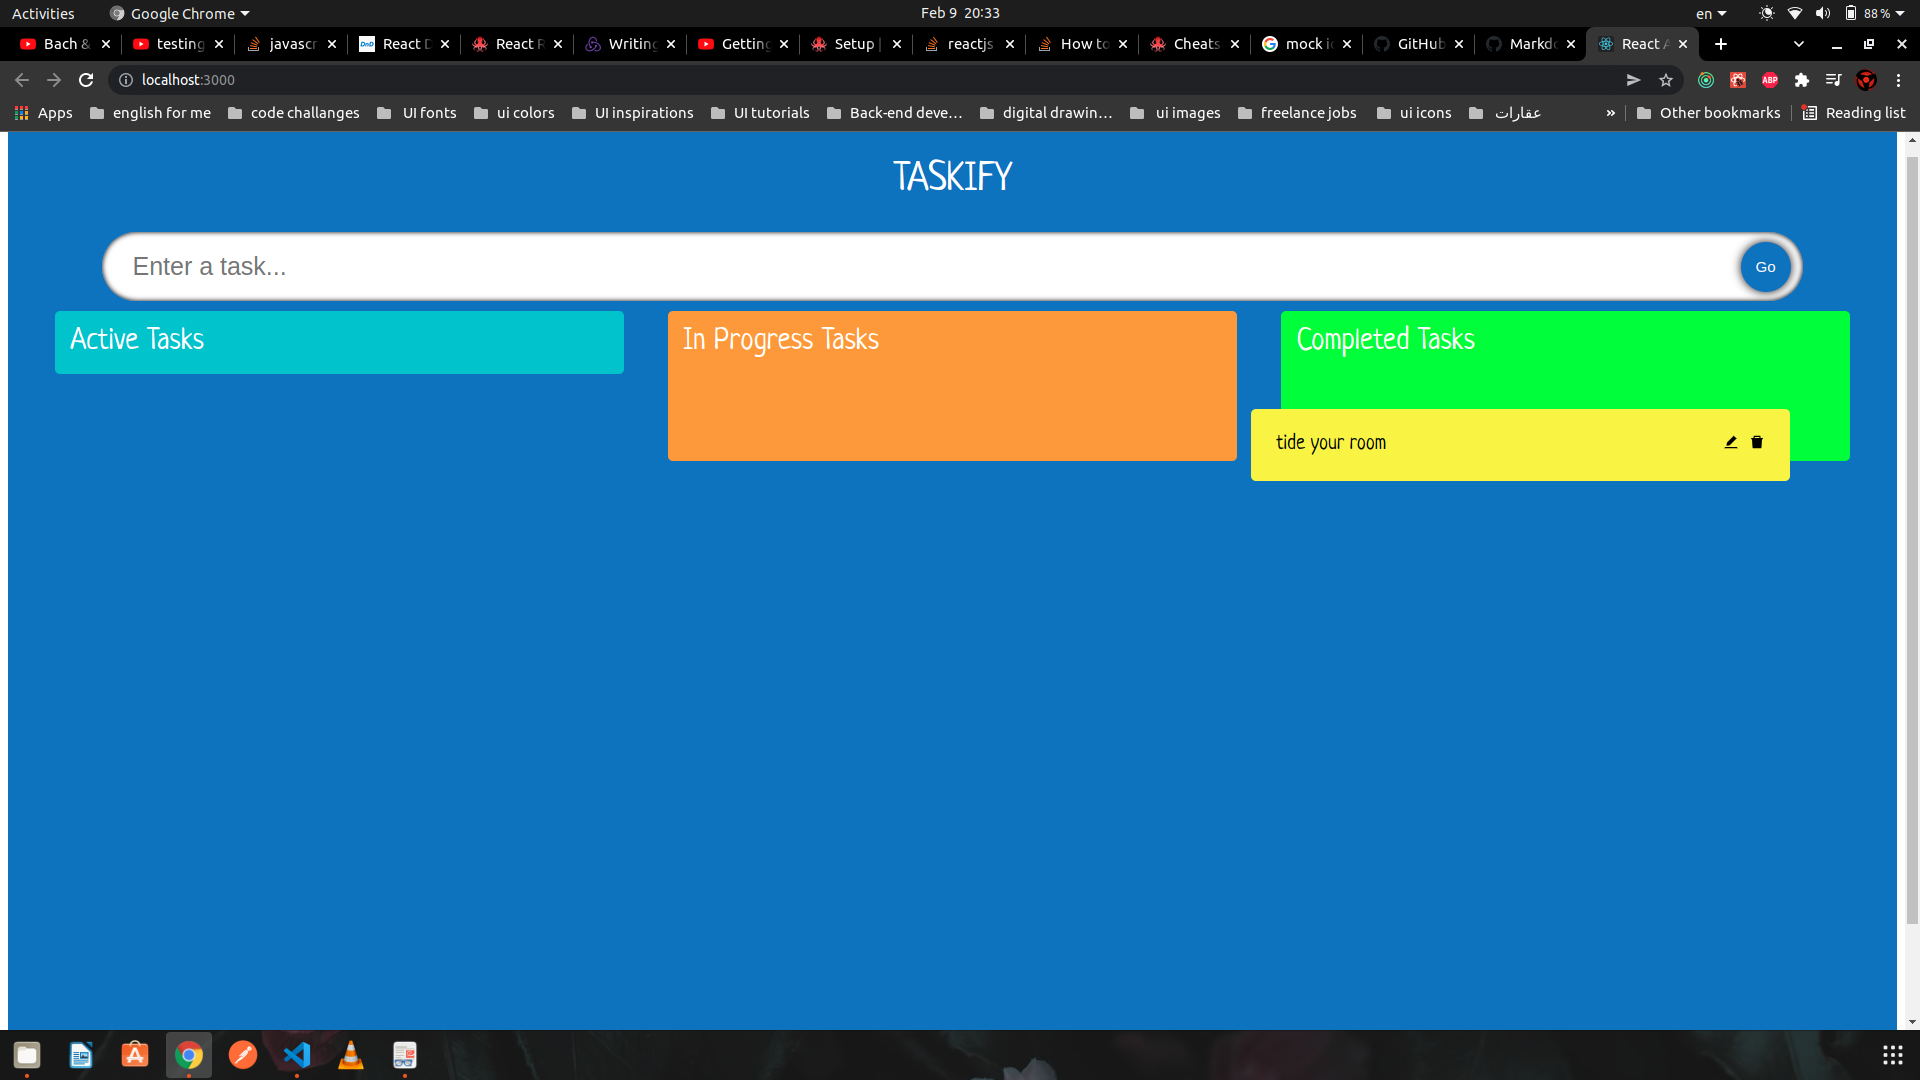 Activities Google Chrome Feb 9 20:33 en 88%
Bach & testing javascr React D React R Writing Getting Setup | reactjs How to Cheats mock ic GitHub Markdo React A
localhost:3000
Apps english for me code challanges UI fonts ui colors UI inspirations UI tutorials Back-end deve… digital drawin… ui images freelance jobs ui icons عقارات » Other bookmarks Reading list
TASKIFY
Enter a task... Go
Active Tasks In Progress Tasks Completed Tasks
tide your room